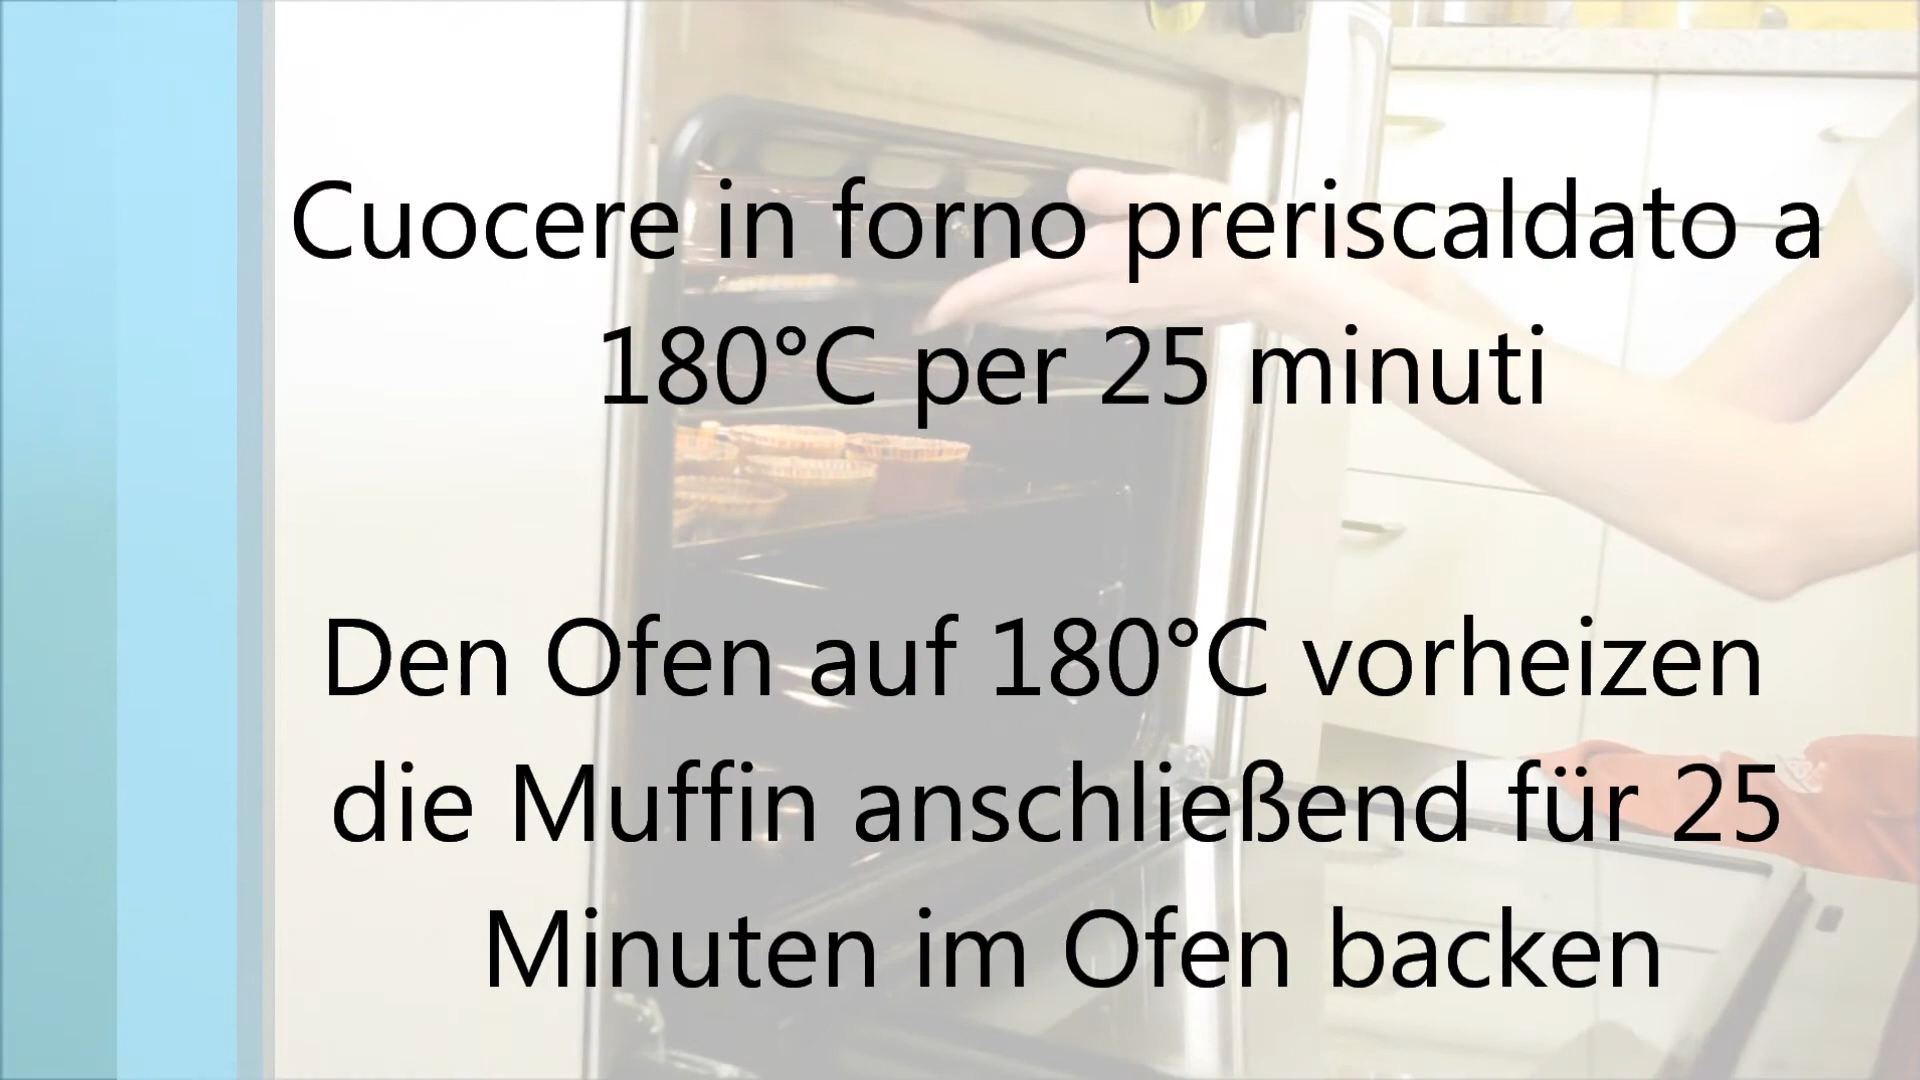 Cuocere in forno preriscaldato a
180°C per 25 minuti
Den Ofen auf 180°C vorheizen
die Muffin anschließend für 25
Minuten im Ofen backen